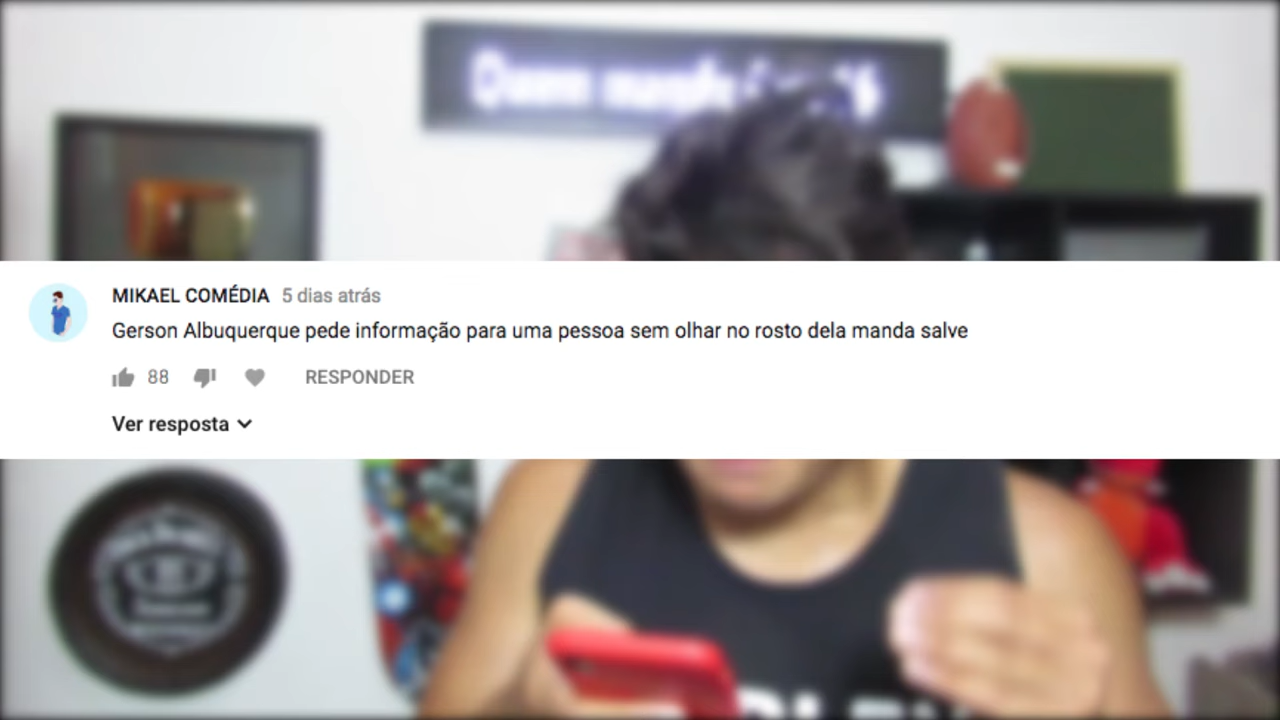 MIKAEL COMÉDIA 5 dias atrás
Gerson Albuquerque pede informação para uma pessoa sem olhar no rosto dela manda salve
88 RESPONDER
Ver resposta